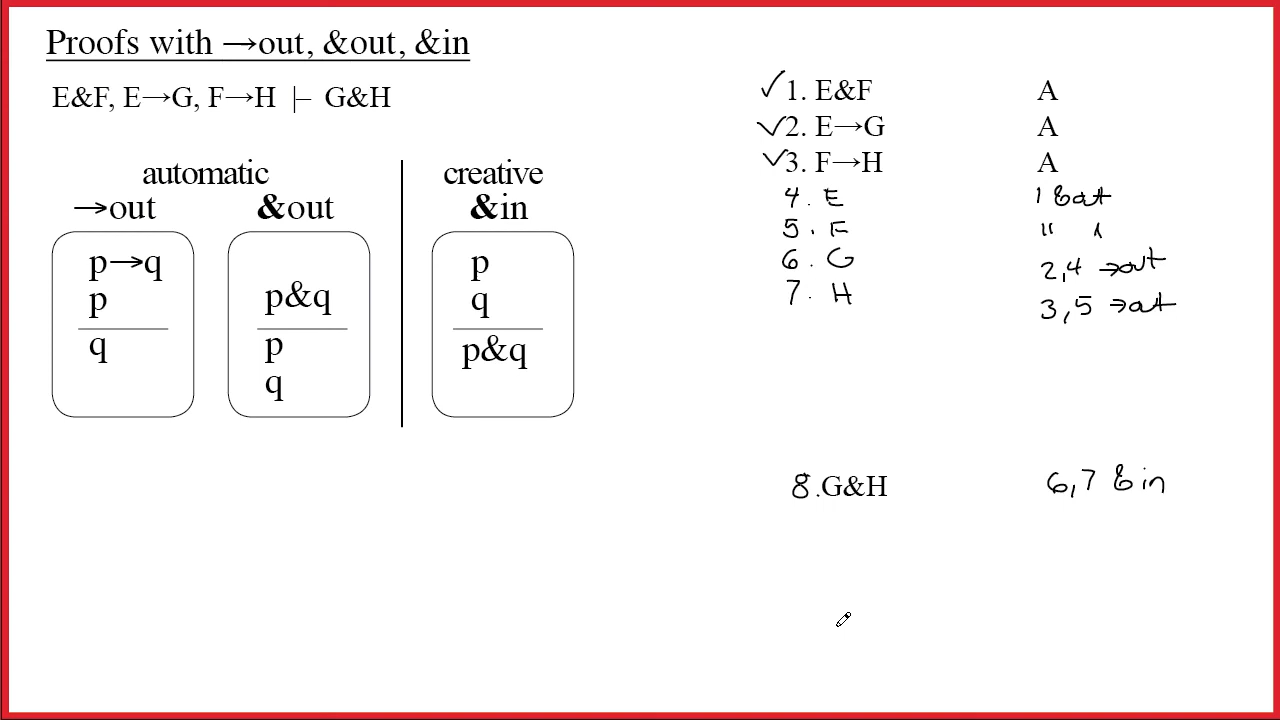 Proofs with →out, &out, &in
E&F, E→G, F→H |– G&H
automatic
creative
→out
&out
&in
p→q
p
q
p&q
p
q
p
q
p&q
1. E&F A
2. E→G A
3. F→H A
4. E 1 &out
5. F " "
6. G 2,4 →out
7. H 3,5 →out
8. G&H 6,7 &in